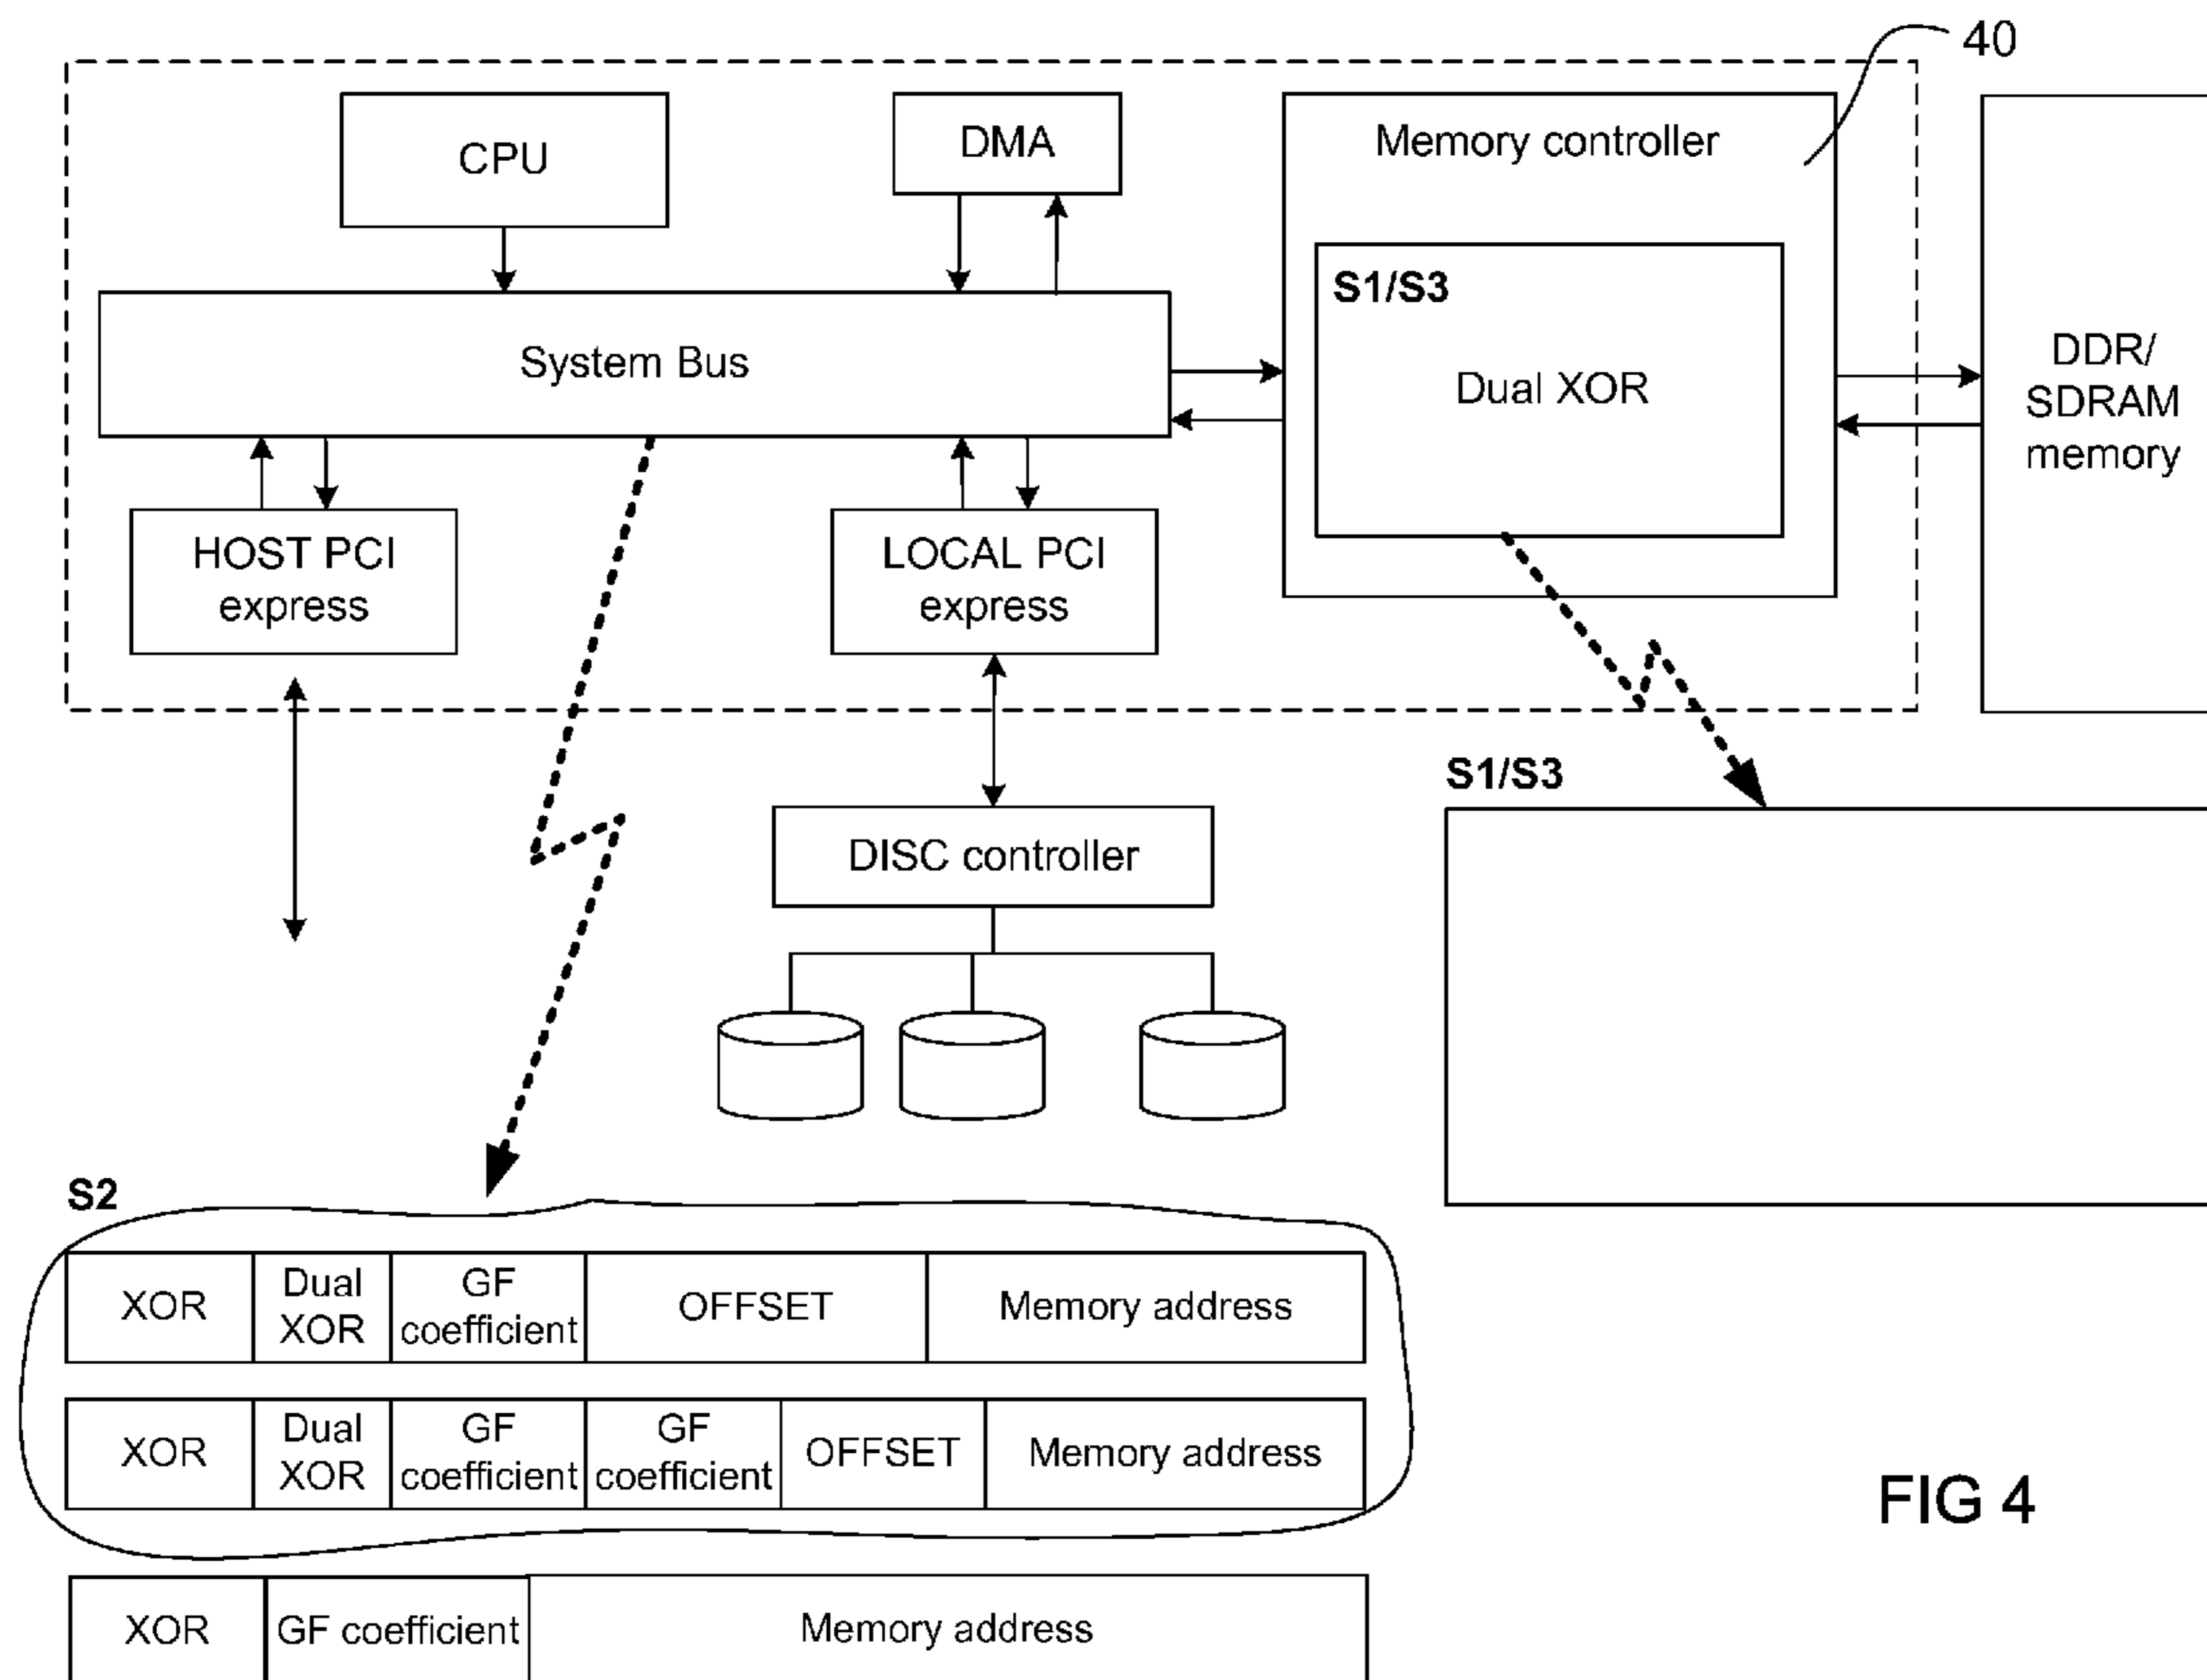 40
CPU
DMA
Memory controller
S1/S3
System Bus
Dual XOR
DDR/
SDRAM
memory
HOST PCI
express
LOCAL PCI
express
S1/S3
DISC controller
S2
XOR
Dual
XOR
GF
coefficient
OFFSET
Memory address
XOR
Dual
XOR
GF
coefficient
GF
coefficient
OFFSET
Memory address
FIG 4
XOR
GF coefficient
Memory address